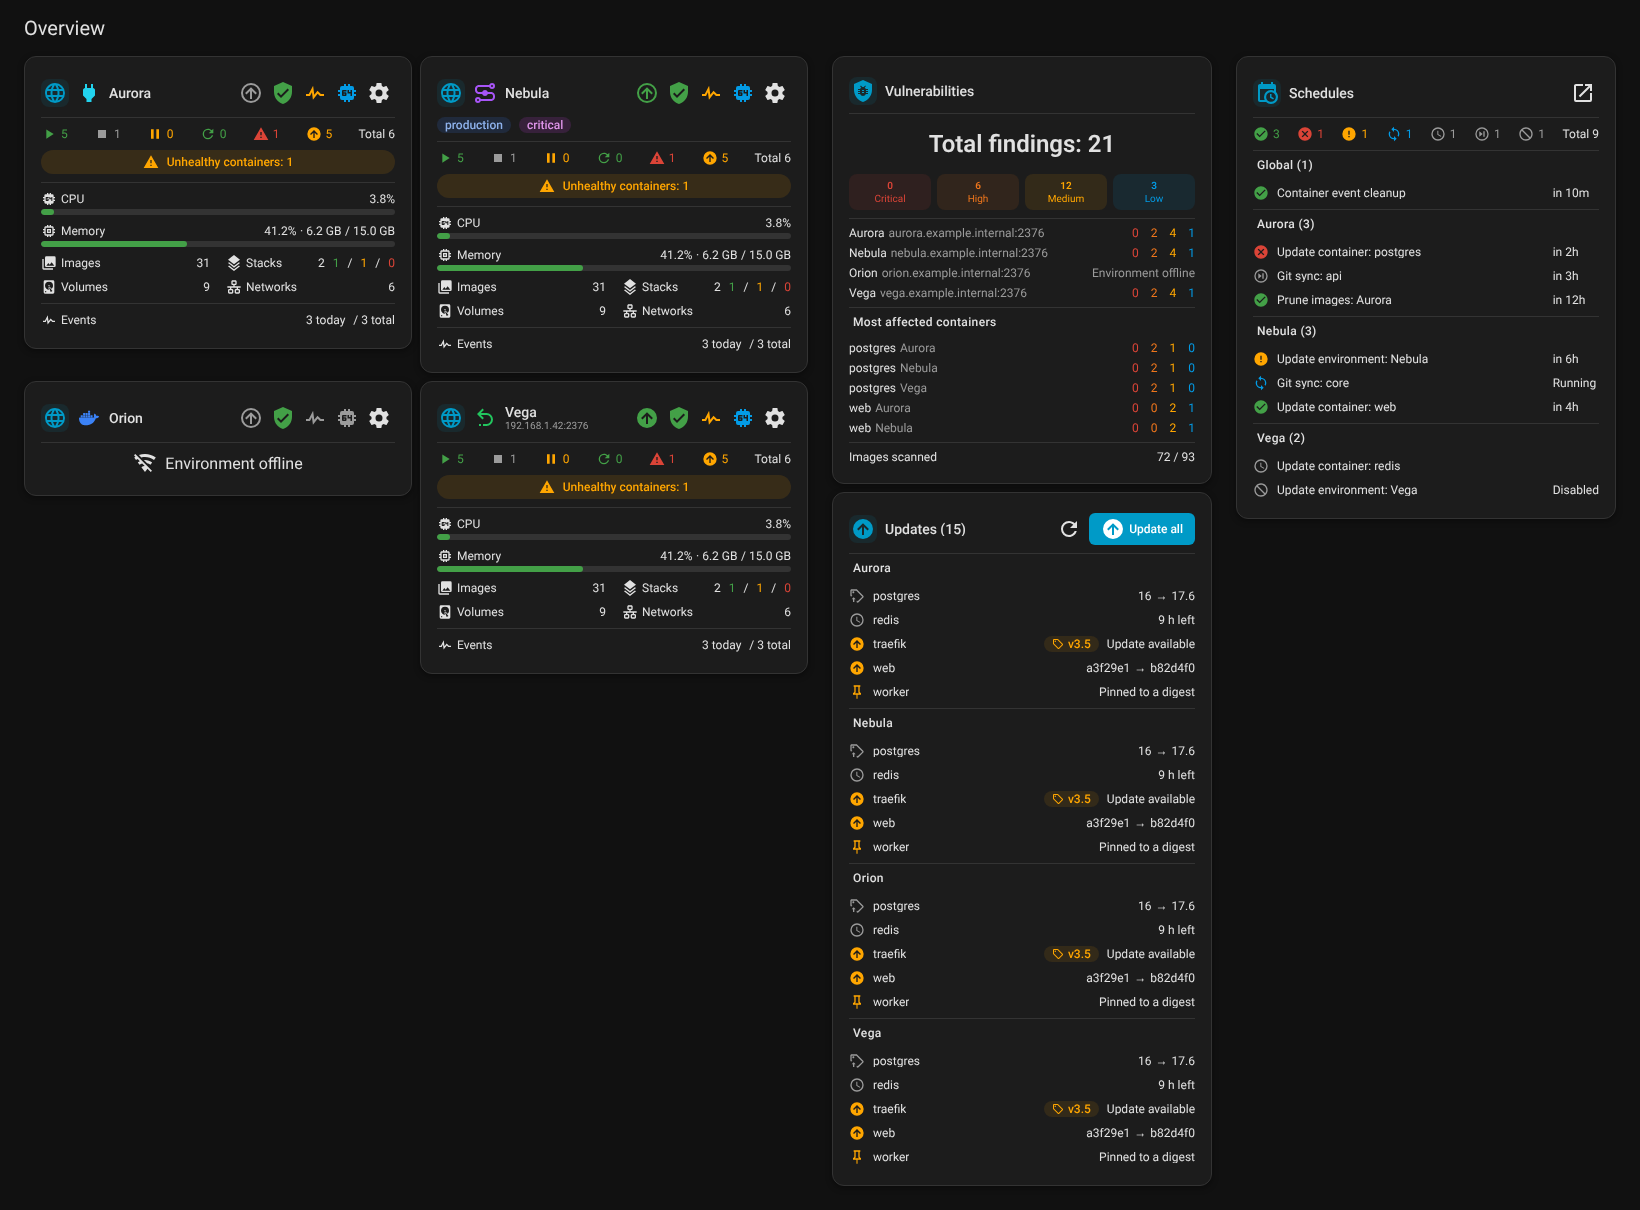 Overview
Aurora
5 1 0 0 1 5 Total 6
Unhealthy containers: 1
CPU 3.8%
Memory 41.2% · 6.2 GB / 15.0 GB
Images 31 Stacks 2 1 / 1 / 0
Volumes 9 Networks 6
Events 3 today / 3 total
Nebula
production critical
5 1 0 0 1 5 Total 6
Unhealthy containers: 1
CPU 3.8%
Memory 41.2% · 6.2 GB / 15.0 GB
Images 31 Stacks 2 1 / 1 / 0
Volumes 9 Networks 6
Events 3 today / 3 total
Orion
Environment offline
Vega
192.168.1.42:2376
5 1 0 0 1 5 Total 6
Unhealthy containers: 1
CPU 3.8%
Memory 41.2% · 6.2 GB / 15.0 GB
Images 31 Stacks 2 1 / 1 / 0
Volumes 9 Networks 6
Events 3 today / 3 total
Vulnerabilities
Total findings: 21
0 6 12 3
Critical High Medium Low
Aurora aurora.example.internal:2376 0 2 4 1
Nebula nebula.example.internal:2376 0 2 4 1
Orion orion.example.internal:2376 Environment offline
Vega vega.example.internal:2376 0 2 4 1
Most affected containers
postgres Aurora 0 2 1 0
postgres Nebula 0 2 1 0
postgres Vega 0 2 1 0
web Aurora 0 0 2 1
web Nebula 0 0 2 1
Images scanned 72 / 93
Updates (15) Update all
Aurora
postgres 16 → 17.6
redis 9 h left
traefik v3.5 Update available
web a3f29e1 → b82d4f0
worker Pinned to a digest
Nebula
postgres 16 → 17.6
redis 9 h left
traefik v3.5 Update available
web a3f29e1 → b82d4f0
worker Pinned to a digest
Orion
postgres 16 → 17.6
redis 9 h left
traefik v3.5 Update available
web a3f29e1 → b82d4f0
worker Pinned to a digest
Vega
postgres 16 → 17.6
redis 9 h left
traefik v3.5 Update available
web a3f29e1 → b82d4f0
worker Pinned to a digest
Schedules
3 1 1 1 1 1 1 Total 9
Global (1)
Container event cleanup in 10m
Aurora (3)
Update container: postgres in 2h
Git sync: api in 3h
Prune images: Aurora in 12h
Nebula (3)
Update environment: Nebula in 6h
Git sync: core Running
Update container: web in 4h
Vega (2)
Update container: redis
Update environment: Vega Disabled